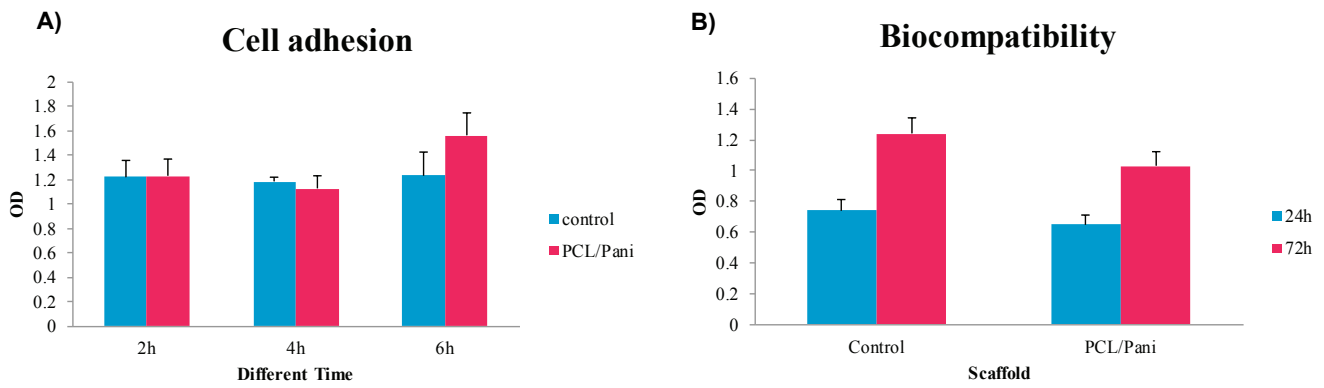 A)
Cell adhesion
2
1.8
1.6
1.4
1.2
1
0.8
0.6
0.4
0.2
0
OD
2h 4h 6h
Different Time
control
PCL/Pani
B)
Biocompatibility
1.6
1.4
1.2
1
0.8
0.6
0.4
0.2
0
OD
Control PCL/Pani
Scaffold
24h
72h